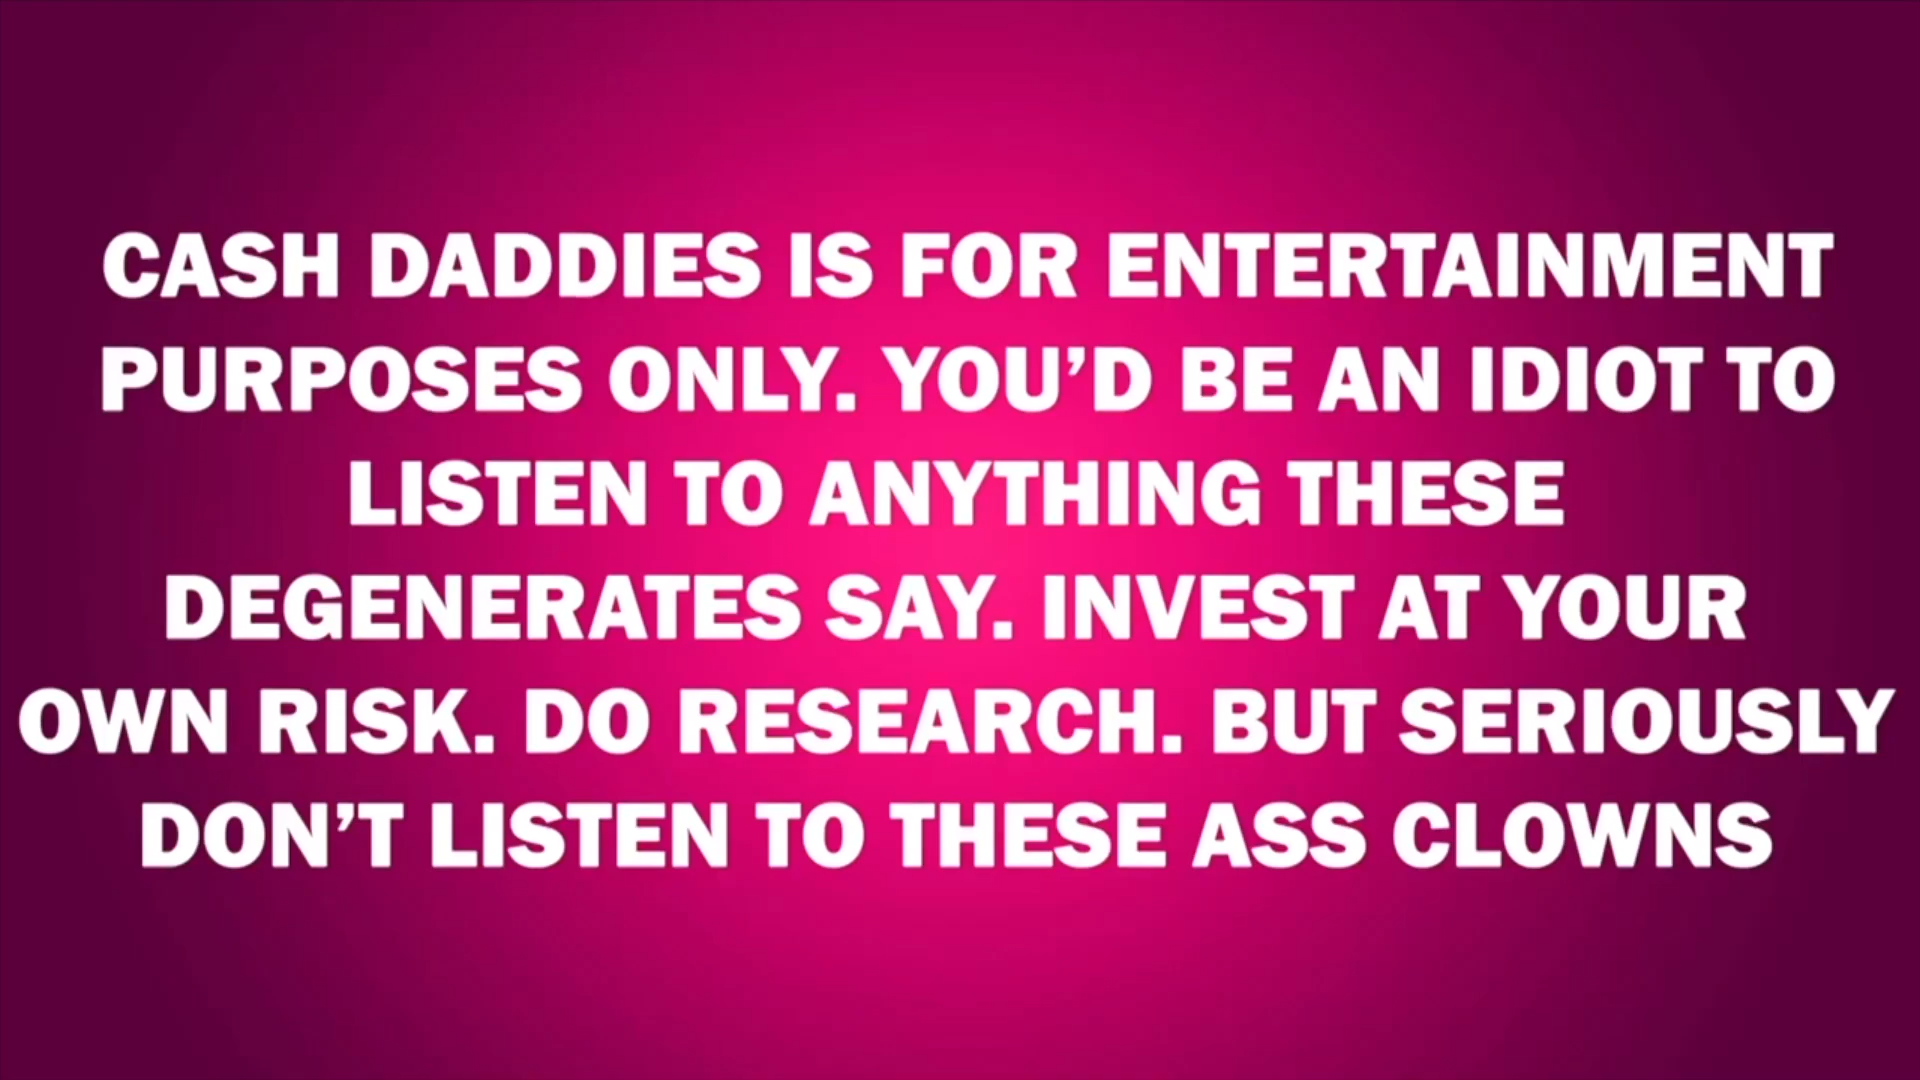 CASH DADDIES IS FOR ENTERTAINMENT
PURPOSES ONLY. YOU’D BE AN IDIOT TO
LISTEN TO ANYTHING THESE
DEGENERATES SAY. INVEST AT YOUR
OWN RISK. DO RESEARCH. BUT SERIOUSLY
DON’T LISTEN TO THESE ASS CLOWNS